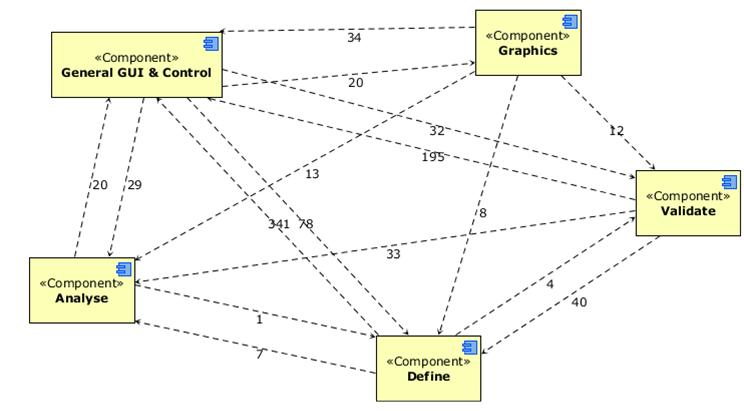 «Component»
Graphics
34
«Component»
General GUI & Control
20
32
12
195
13
20
29
«Component»
Validate
341
78
8
33
«Component»
Analyse
4
40
1
7
«Component»
Define